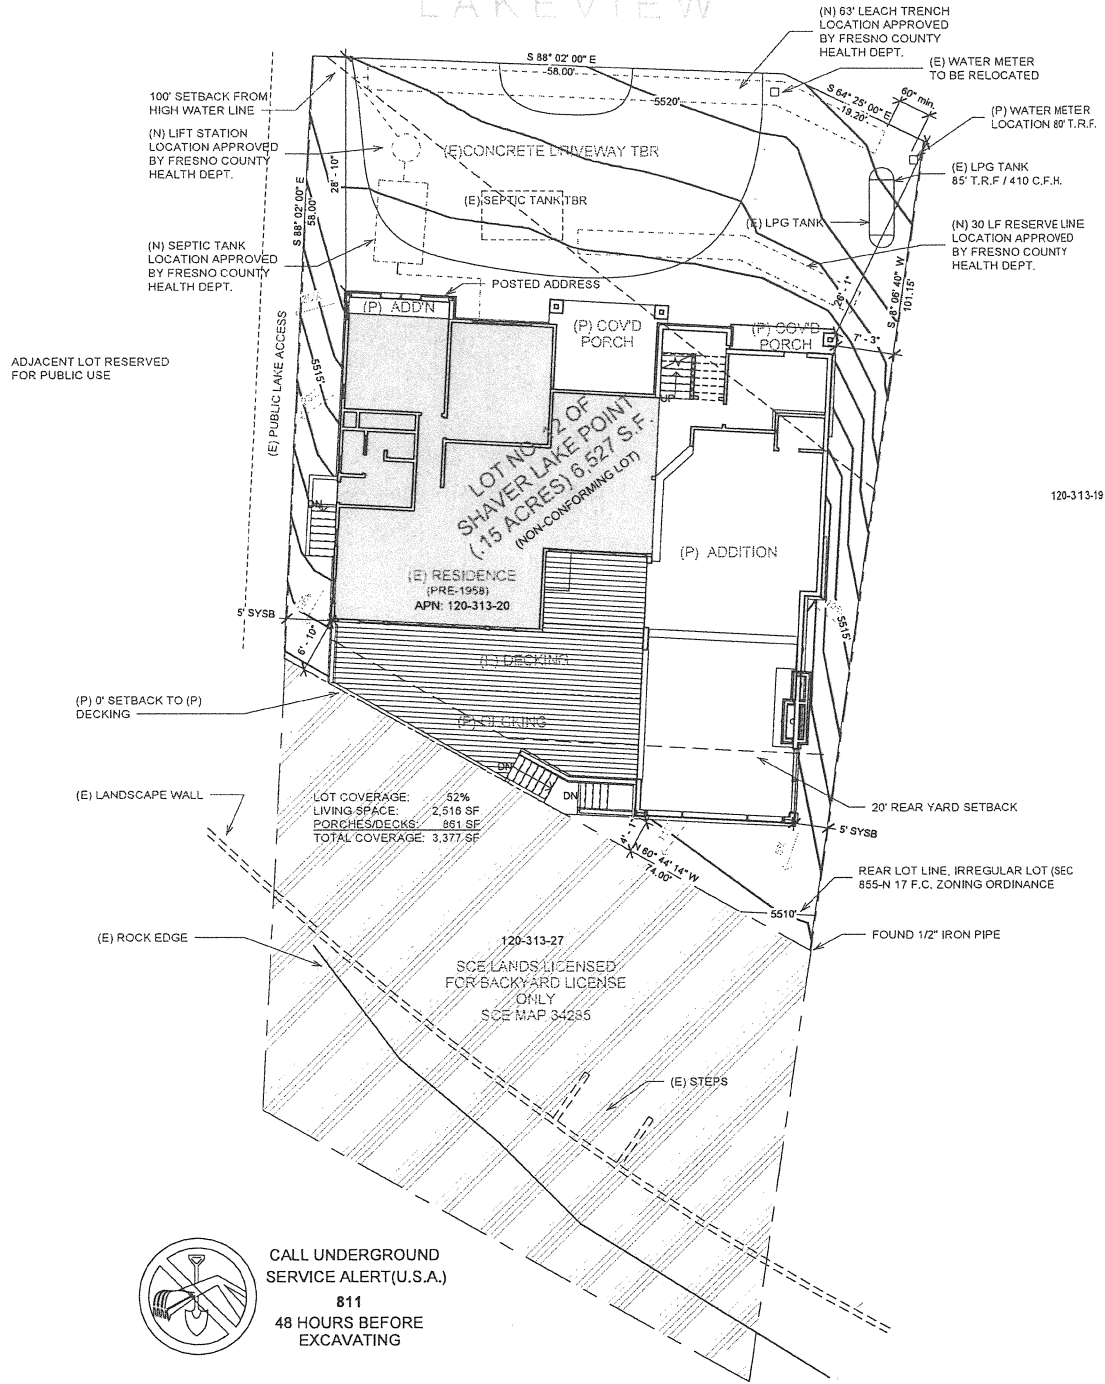 LAKEVIEW
(N) 63' LEACH TRENCH
LOCATION APPROVED
BY FRESNO COUNTY
HEALTH DEPT.
S 88° 02' 00" E
58.00'
(E) WATER METER
TO BE RELOCATED
100' SETBACK FROM
HIGH WATER LINE
5520'
S 64° 25' 00" E
19.20'
60" min.
(P) WATER METER
LOCATION 80' T.R.F.
(N) LIFT STATION
LOCATION APPROVED
BY FRESNO COUNTY
HEALTH DEPT.
(E)CONCRETE DRIVEWAY TBR
28' - 10"
S 88° 02' 00" E
58.00'
(E) LPG TANK
85' T.R.F / 410 C.F.H.
(E) SEPTIC TANK TBR
(E) LPG TANK
(N) 30 LF RESERVE LINE
LOCATION APPROVED
BY FRESNO COUNTY
HEALTH DEPT.
(N) SEPTIC TANK
LOCATION APPROVED
BY FRESNO COUNTY
HEALTH DEPT.
S 8° 06' 40" W
101.15'
26' - 1"
POSTED ADDRESS
(P) ADD'N
(P) COV'D
PORCH
(P) COV'D
PORCH
7' - 3"
ADJACENT LOT RESERVED
FOR PUBLIC USE
(E) PUBLIC LAKE ACCESS
5515'
UP
LOT NO. 12 OF
SHAVER LAKE POINT
(.15 ACRES) 6,527 S.F.
(NON-CONFORMING LOT)
120-313-19
DN
(P) ADDITION
(E) RESIDENCE
(PRE-1958)
APN: 120-313-20
5' SYSB
6' - 10"
5515'
(E) DECKING
(P) 0' SETBACK TO (P)
DECKING
(P) DECKING
DN
DN
(E) LANDSCAPE WALL
LOT COVERAGE: 52%
LIVING SPACE: 2,516 SF
PORCHES/DECKS: 861 SF
TOTAL COVERAGE: 3,377 SF
20' REAR YARD SETBACK
5' SYSB
N 60° 44' 14" W
74.00'
REAR LOT LINE, IRREGULAR LOT (SEC
855-N 17 F.C. ZONING ORDINANCE
5510'
(E) ROCK EDGE
FOUND 1/2" IRON PIPE
120-313-27
SCE LANDS LICENSED
FOR BACKYARD LICENSE
ONLY
SCE MAP 34285
(E) STEPS
CALL UNDERGROUND
SERVICE ALERT(U.S.A.)
811
48 HOURS BEFORE
EXCAVATING